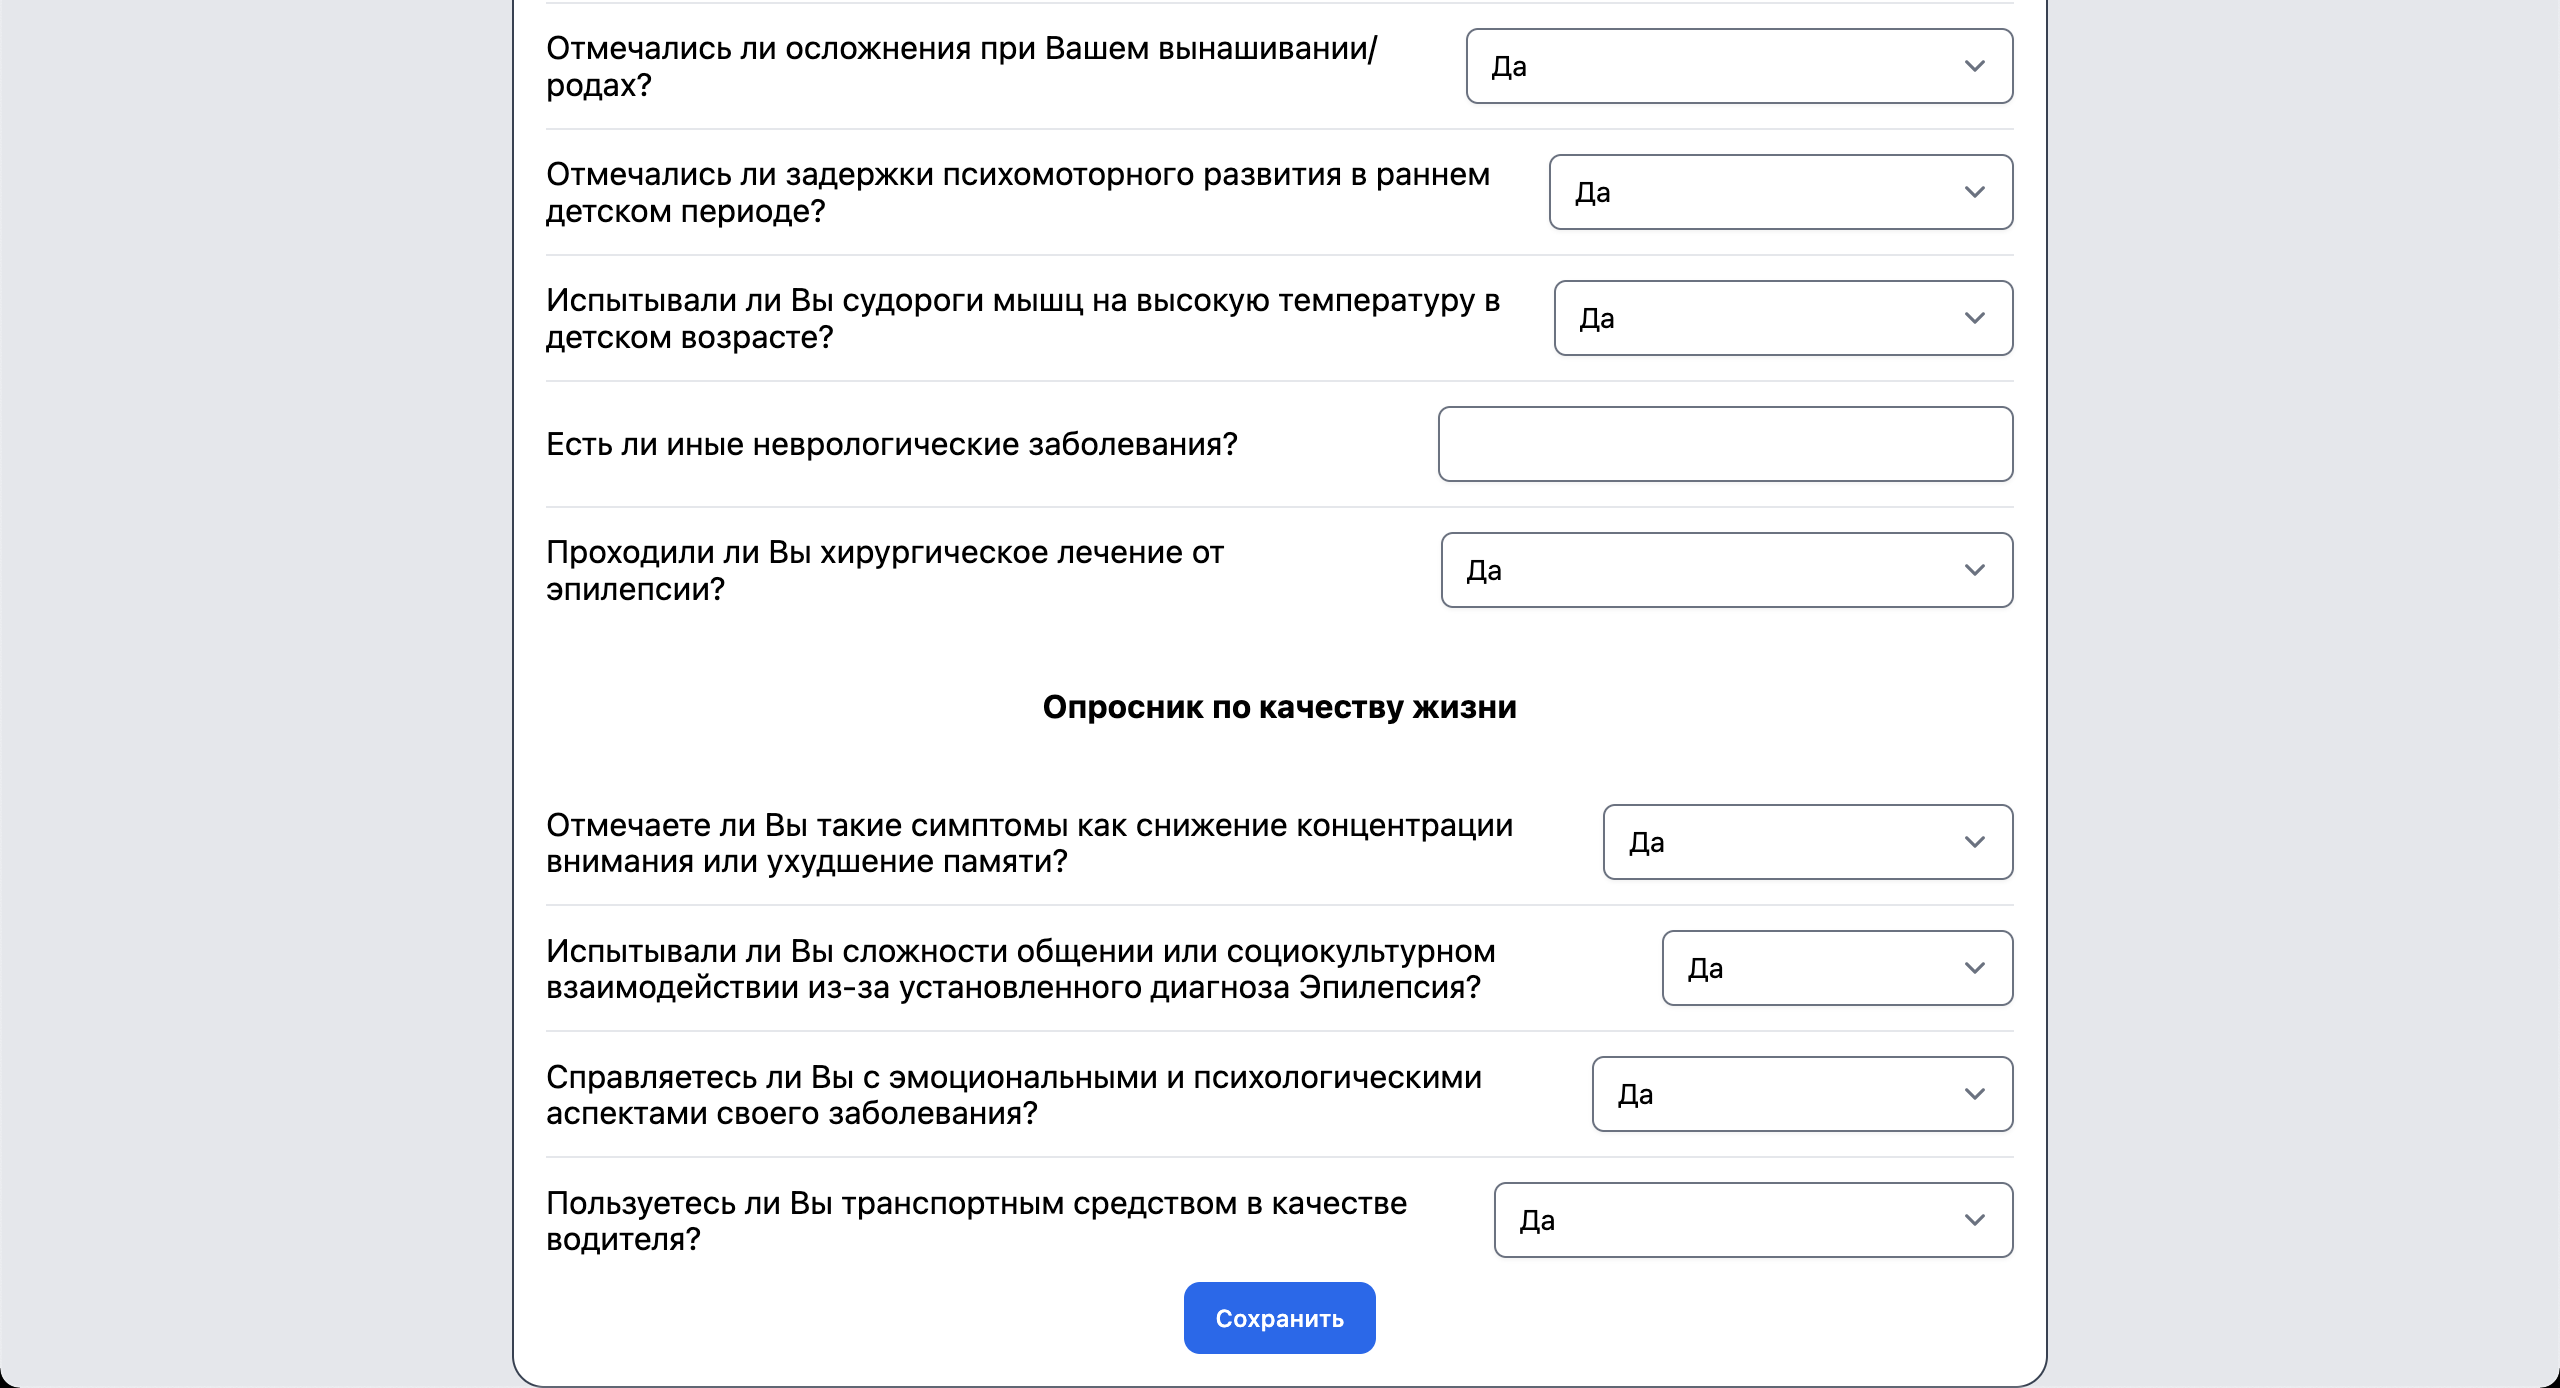 Отмечались ли осложнения при Вашем вынашивании/
родах?
Да
Отмечались ли задержки психомоторного развития в раннем
детском периоде?
Да
Испытывали ли Вы судороги мышц на высокую температуру в
детском возрасте?
Да
Есть ли иные неврологические заболевания?
Проходили ли Вы хирургическое лечение от
эпилепсии?
Да
Опросник по качеству жизни
Отмечаете ли Вы такие симптомы как снижение концентрации
внимания или ухудшение памяти?
Да
Испытывали ли Вы сложности общении или социокультурном
взаимодействии из-за установленного диагноза Эпилепсия?
Да
Справляетесь ли Вы с эмоциональными и психологическими
аспектами своего заболевания?
Да
Пользуетесь ли Вы транспортным средством в качестве
водителя?
Да
Сохранить